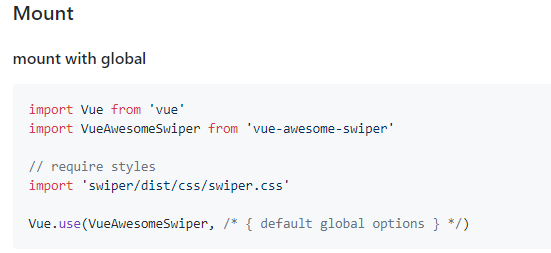 Mount
mount with global
import Vue from 'vue'
import VueAwesomeSwiper from 'vue-awesome-swiper'
// require styles
import 'swiper/dist/css/swiper.css'
Vue.use(VueAwesomeSwiper, /* { default global options } */)